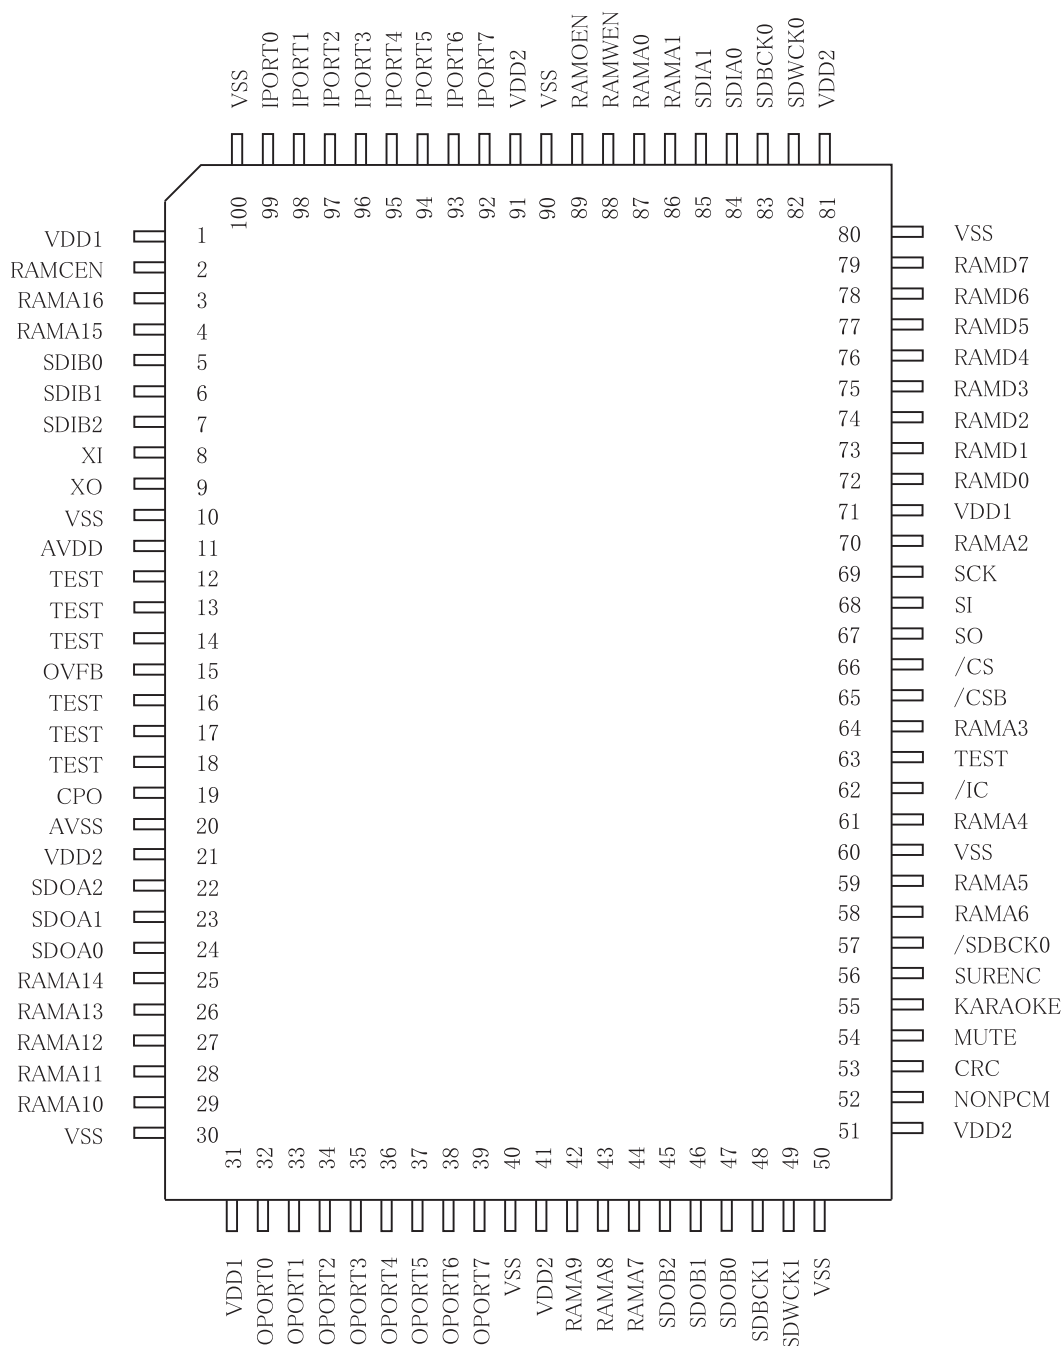 VSS
IPORT0
IPORT1
IPORT2
IPORT3
IPORT4
IPORT5
IPORT6
IPORT7
VDD2
VSS
RAMOEN
RAMWEN
RAMA0
RAMA1
SDIA1
SDIA0
SDBCK0
SDWCK0
VDD2
100 99 98 97 96 95 94 93 92 91 90 89 88 87 86 85 84 83 82 81
VDD1 1 80 VSS
RAMCEN 2 79 RAMD7
RAMA16 3 78 RAMD6
RAMA15 4 77 RAMD5
SDIB0 5 76 RAMD4
SDIB1 6 75 RAMD3
SDIB2 7 74 RAMD2
XI 8 73 RAMD1
XO 9 72 RAMD0
VSS 10 71 VDD1
AVDD 11 70 RAMA2
TEST 12 69 SCK
TEST 13 68 SI
TEST 14 67 SO
OVFB 15 66 /CS
TEST 16 65 /CSB
TEST 17 64 RAMA3
TEST 18 63 TEST
CPO 19 62 /IC
AVSS 20 61 RAMA4
VDD2 21 60 VSS
SDOA2 22 59 RAMA5
SDOA1 23 58 RAMA6
SDOA0 24 57 /SDBCK0
RAMA14 25 56 SURENC
RAMA13 26 55 KARAOKE
RAMA12 27 54 MUTE
RAMA11 28 53 CRC
RAMA10 29 52 NONPCM
VSS 30 51 VDD2
31 32 33 34 35 36 37 38 39 40 41 42 43 44 45 46 47 48 49 50
VDD1
OPORT0
OPORT1
OPORT2
OPORT3
OPORT4
OPORT5
OPORT6
OPORT7
VSS
VDD2
RAMA9
RAMA8
RAMA7
SDOB2
SDOB1
SDOB0
SDBCK1
SDWCK1
VSS